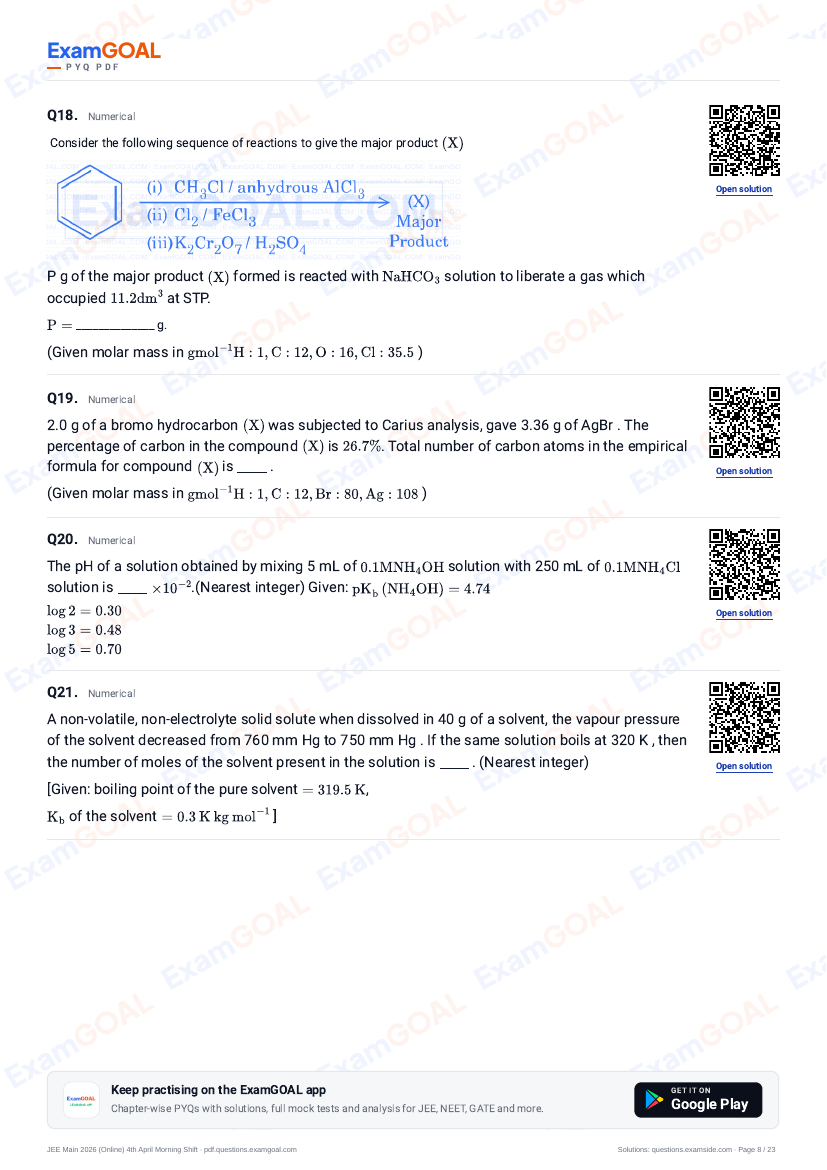 ExamGOAL
PYQ PDF
Q18. Numerical
Consider the following sequence of reactions to give the major product (X)
(i) CH₃Cl / anhydrous AlCl₃
(ii) Cl₂ / FeCl₃
(iii) K₂Cr₂O₇ / H₂SO₄
(X)
Major
Product
Open solution
P g of the major product (X) formed is reacted with NaHCO₃ solution to liberate a gas which
occupied 11.2dm³ at STP.
P = ____________ g.
(Given molar mass in gmol⁻¹H : 1, C : 12, O : 16, Cl : 35.5 )
Q19. Numerical
2.0 g of a bromo hydrocarbon (X) was subjected to Carius analysis, gave 3.36 g of AgBr . The
percentage of carbon in the compound (X) is 26.7%. Total number of carbon atoms in the empirical
formula for compound (X) is ____ .
(Given molar mass in gmol⁻¹H : 1, C : 12, Br : 80, Ag : 108 )
Open solution
Q20. Numerical
The pH of a solution obtained by mixing 5 mL of 0.1MNH₄OH solution with 250 mL of 0.1MNH₄Cl
solution is ____ ×10⁻².(Nearest integer) Given: pK_b (NH₄OH) = 4.74
log 2 = 0.30
log 3 = 0.48
log 5 = 0.70
Open solution
Q21. Numerical
A non-volatile, non-electrolyte solid solute when dissolved in 40 g of a solvent, the vapour pressure
of the solvent decreased from 760 mm Hg to 750 mm Hg . If the same solution boils at 320 K , then
the number of moles of the solvent present in the solution is ____ . (Nearest integer)
[Given: boiling point of the pure solvent = 319.5 K,
K_b of the solvent = 0.3 K kg mol⁻¹ ]
Open solution
Keep practising on the ExamGOAL app
Chapter-wise PYQs with solutions, full mock tests and analysis for JEE, NEET, GATE and more.
GET IT ON
Google Play
JEE Main 2026 (Online) 4th April Morning Shift · pdf.questions.examgoal.com
Solutions: questions.examside.com · Page 8 / 23